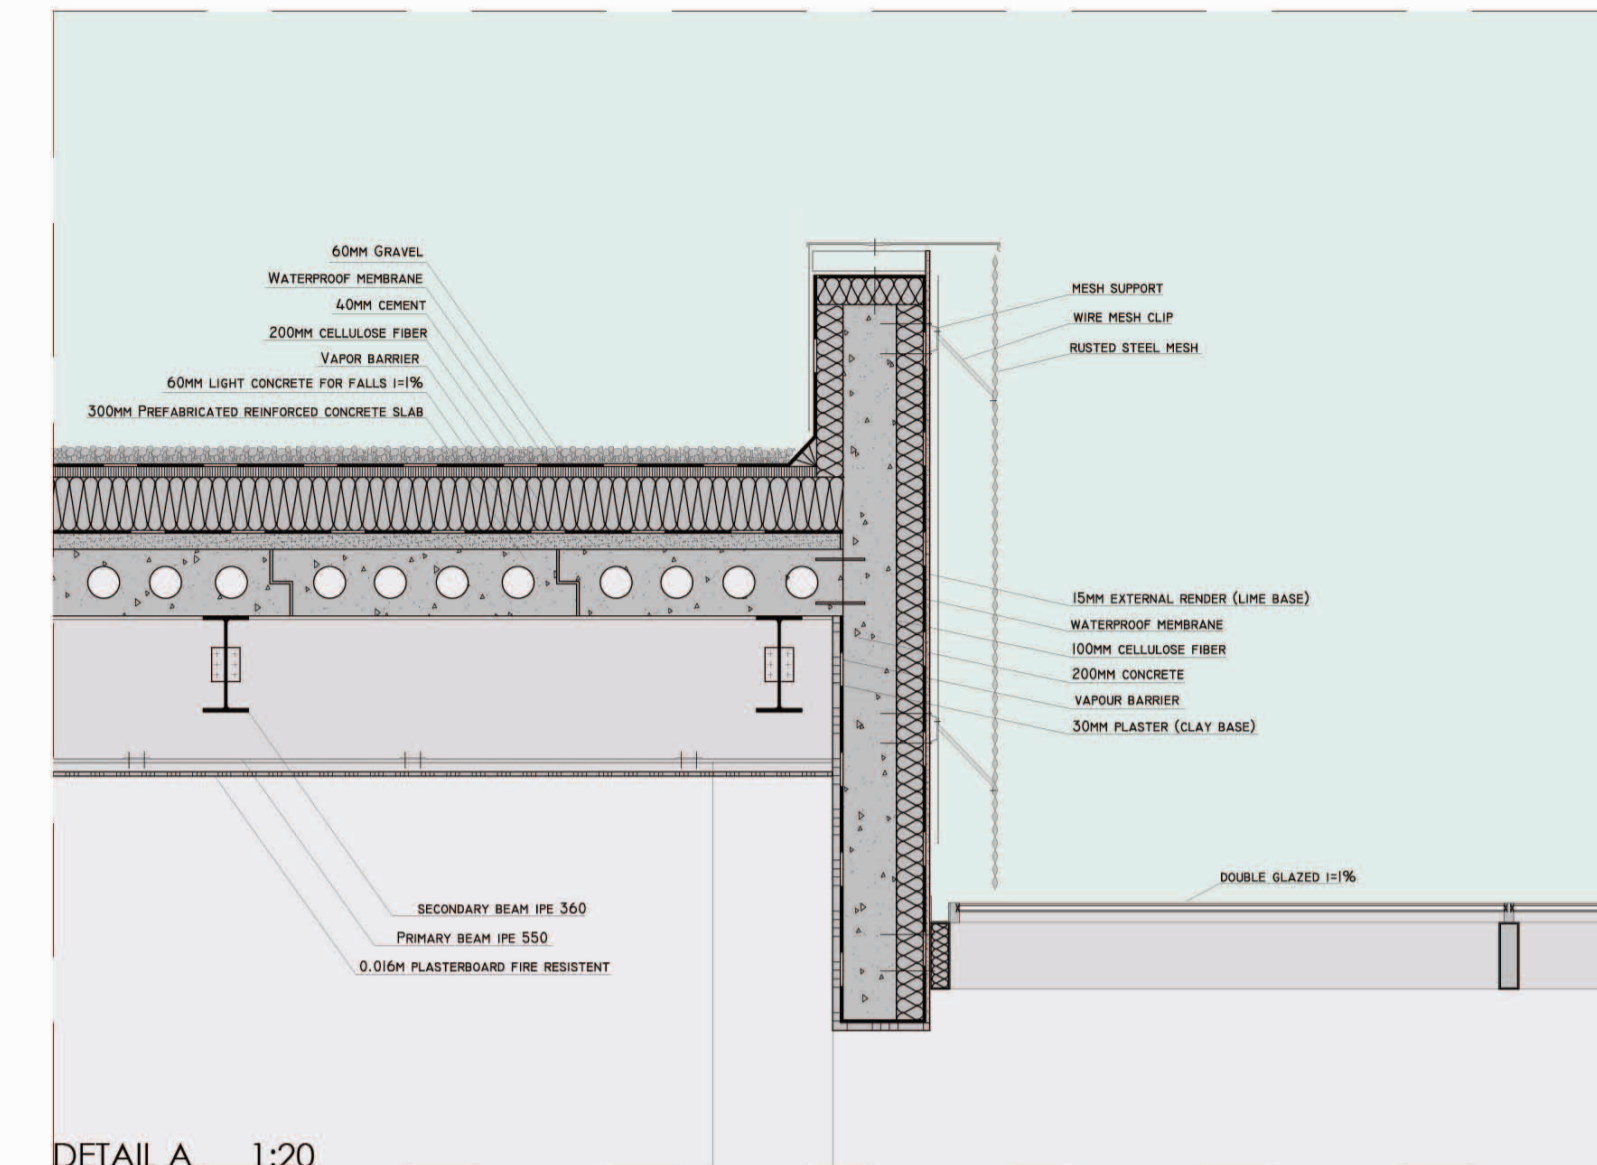 60MM GRAVEL
WATERPROOF MEMBRANE
40MM CEMENT
200MM CELLULOSE FIBER
VAPOR BARRIER
60MM LIGHT CONCRETE FOR FALLS I=1%
300MM PREFABRICATED REINFORCED CONCRETE SLAB
MESH SUPPORT
WIRE MESH CLIP
RUSTED STEEL MESH
15MM EXTERNAL RENDER (LIME BASE)
WATERPROOF MEMBRANE
100MM CELLULOSE FIBER
200MM CONCRETE
VAPOUR BARRIER
30MM PLASTER (CLAY BASE)
DOUBLE GLAZED I=1%
SECONDARY BEAM IPE 360
PRIMARY BEAM IPE 550
0.016M PLASTERBOARD FIRE RESISTENT
DETAIL A 1:20